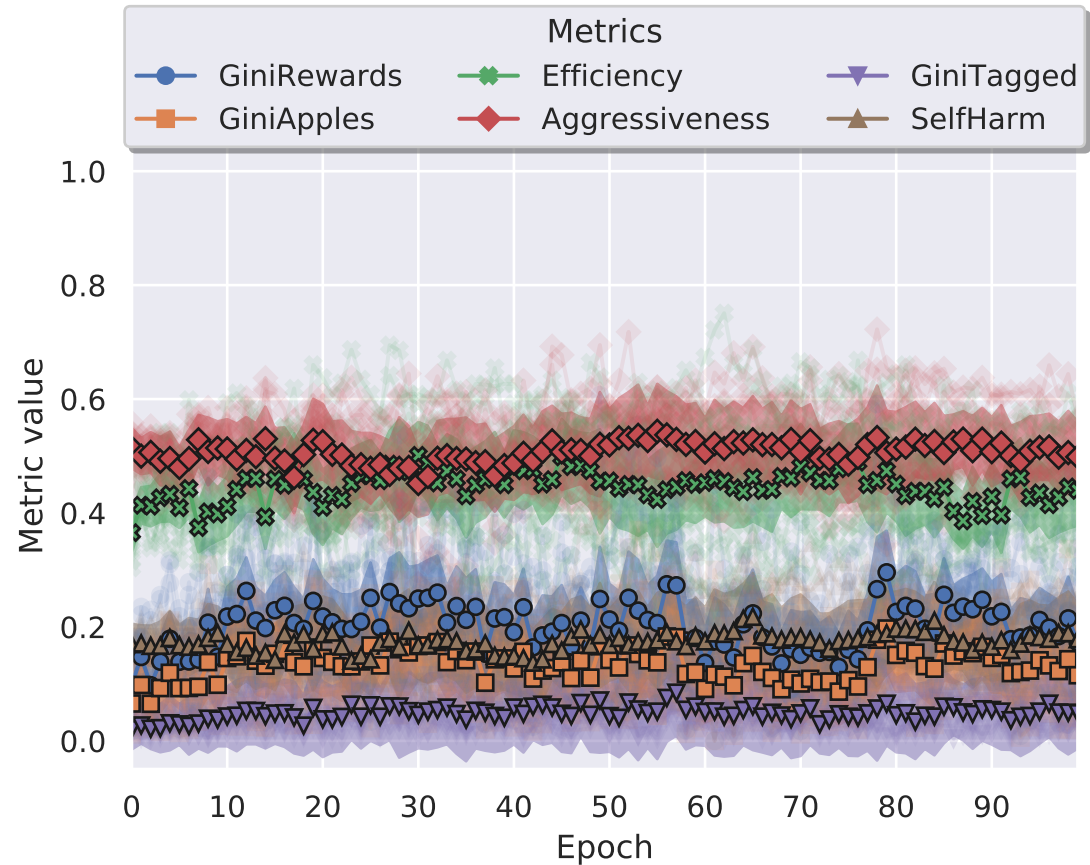 Metrics
GiniRewards Efficiency GiniTagged
GiniApples Aggressiveness SelfHarm
1.0
0.8
0.6
0.4
0.2
0.0
Metric value
0 10 20 30 40 50 60 70 80 90
Epoch